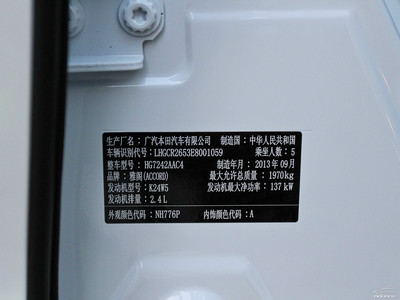 生产厂名：广汽本田汽车有限公司 制造国：中华人民共和国
车辆识别代号：LHGCR2653E8001059 乘坐人数：5
整车型号：HG7242AAC4 制造年月：2013年09月
品牌：雅阁(ACCORD) 最大允许总质量：1970kg
发动机型号：K24W5 发动机最大净功率：137kW
发动机排量：2.4L
外观颜色代码：NH776P 内饰颜色代码：A